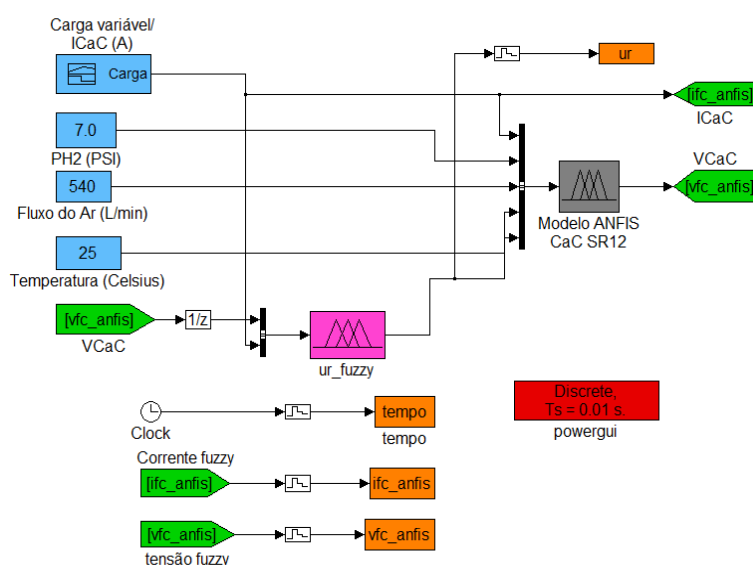 Carga variável/
ICaC (A)
Carga
ur
[ifc_anfis]
ICaC
7.0
PH2 (PSI)
VCaC
[vfc_anfis]
540
Fluxo do Ar (L/min)
Modelo ANFIS
CaC SR12
25
Temperatura (Celsius)
[vfc_anfis]
1/z
VCaC
ur_fuzzy
Discrete,
Ts = 0.01 s.
powergui
Clock
tempo
tempo
Corrente fuzzy
[ifc_anfis]
ifc_anfis
[vfc_anfis]
vfc_anfis
tensão fuzzy